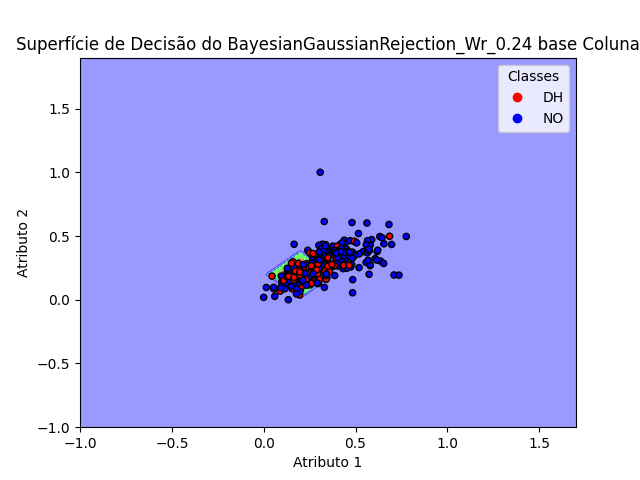 Superfície de Decisão do BayesianGaussianRejection_Wr_0.24 base Coluna
Classes
DH
NO
Atributo 2
1.5
1.0
0.5
0.0
−0.5
−1.0
−1.0
−0.5
0.0
0.5
1.0
1.5
Atributo 1